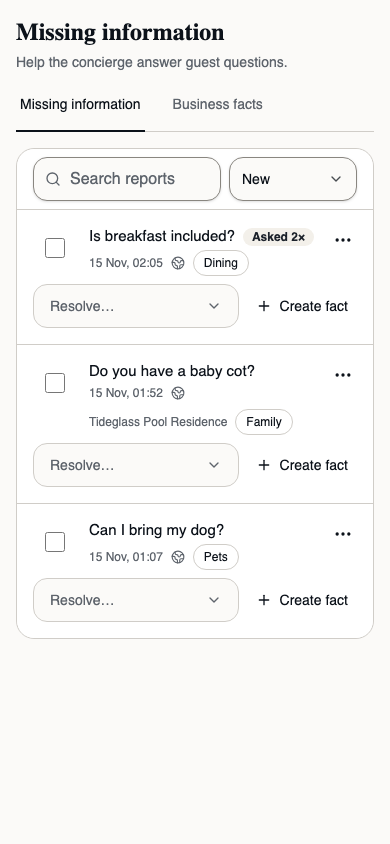 Missing information
Help the concierge answer guest questions.
Missing information
Business facts
Search reports
New
Is breakfast included? Asked 2×
15 Nov, 02:05 Dining
Resolve…
Create fact
Do you have a baby cot?
15 Nov, 01:52
Tideglass Pool Residence Family
Resolve…
Create fact
Can I bring my dog?
15 Nov, 01:07 Pets
Resolve…
Create fact